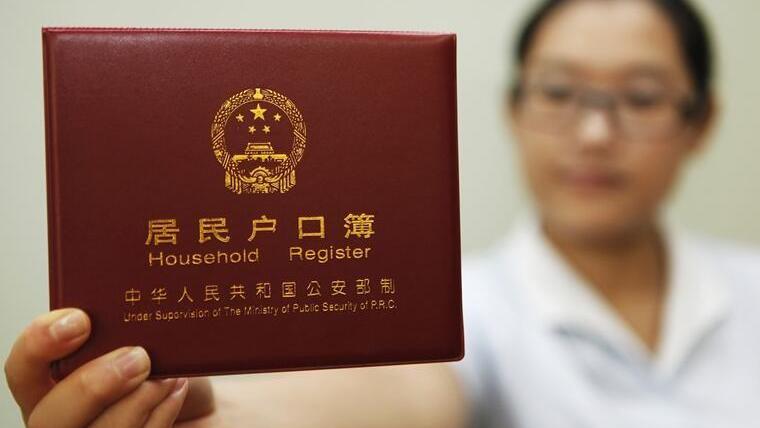 居民户口簿
Household Register
中华人民共和国公安部制
Under Supervision of The Ministry of Public Security of P.R.C.